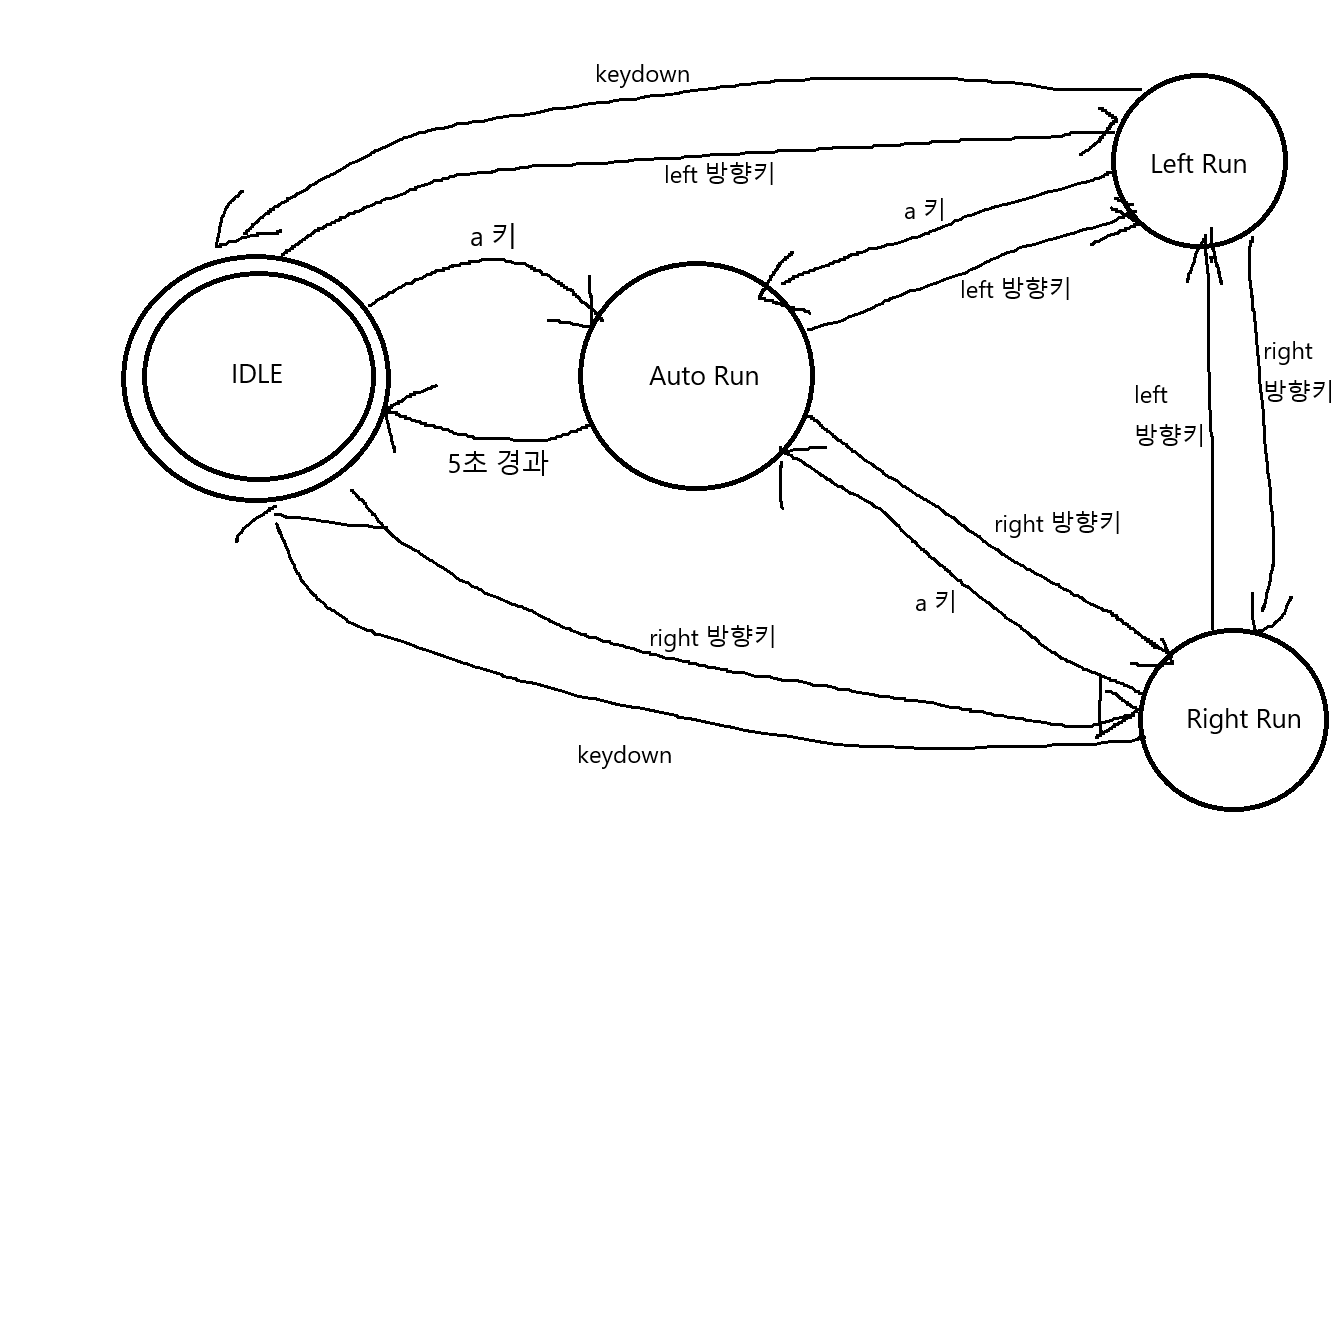 keydown
Left Run
left 방향키
a 키
a 키
left 방향키
IDLE
Auto Run
right
방향키
left
방향키
5초 경과
right 방향키
a 키
right 방향키
Right Run
keydown